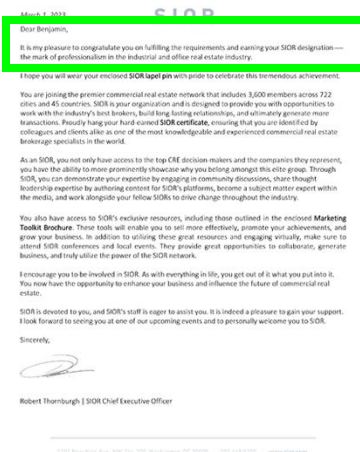 March 1, 2023
SIOR
Dear Benjamin,
It is my pleasure to congratulate you on fulfilling the requirements and earning your SIOR designation —
the mark of professionalism in the industrial and office real estate industry.
I hope you will wear your enclosed SIOR lapel pin with pride to celebrate this tremendous achievement.
You are joining the premier commercial real estate network that includes 3,600 members across 722
cities and 45 countries. SIOR is your organization and is designed to provide you with opportunities to
work with the industry's best brokers, build long lasting relationships, and ultimately generate more
transactions. Proudly hang your hard-earned SIOR certificate, ensuring that you are identified by
colleagues and clients alike as one of the most knowledgeable and experienced commercial real estate
brokerage specialists in the world.
As an SIOR, you not only have access to the top CRE decision-makers and the companies they represent,
you have the ability to more prominently showcase why you belong amongst this elite group. Through
SIOR, you can demonstrate your expertise by engaging in community discussions, share thought
leadership expertise by authoring content for SIOR's platforms, become a subject matter expert within
the media, and work alongside your fellow SIORs to drive change throughout the industry.
You also have access to SIOR's exclusive resources, including those outlined in the enclosed Marketing
Toolkit Brochure. These tools will enable you to sell more effectively, promote your achievements, and
grow your business. In addition to utilizing these great resources and engaging virtually, make sure to
attend SIOR conferences and local events. They provide great opportunities to collaborate, generate
business, and truly utilize the power of the SIOR network.
I encourage you to be involved in SIOR. As with everything in life, you get out of it what you put into it.
You now have the opportunity to enhance your business and influence the future of commercial real
estate.
SIOR is devoted to you, and SIOR's staff is eager to assist you. It is indeed a pleasure to gain your support.
I look forward to seeing you at one of our upcoming events and to personally welcome you to SIOR.
Sincerely,
Robert Thornburgh | SIOR Chief Executive Officer